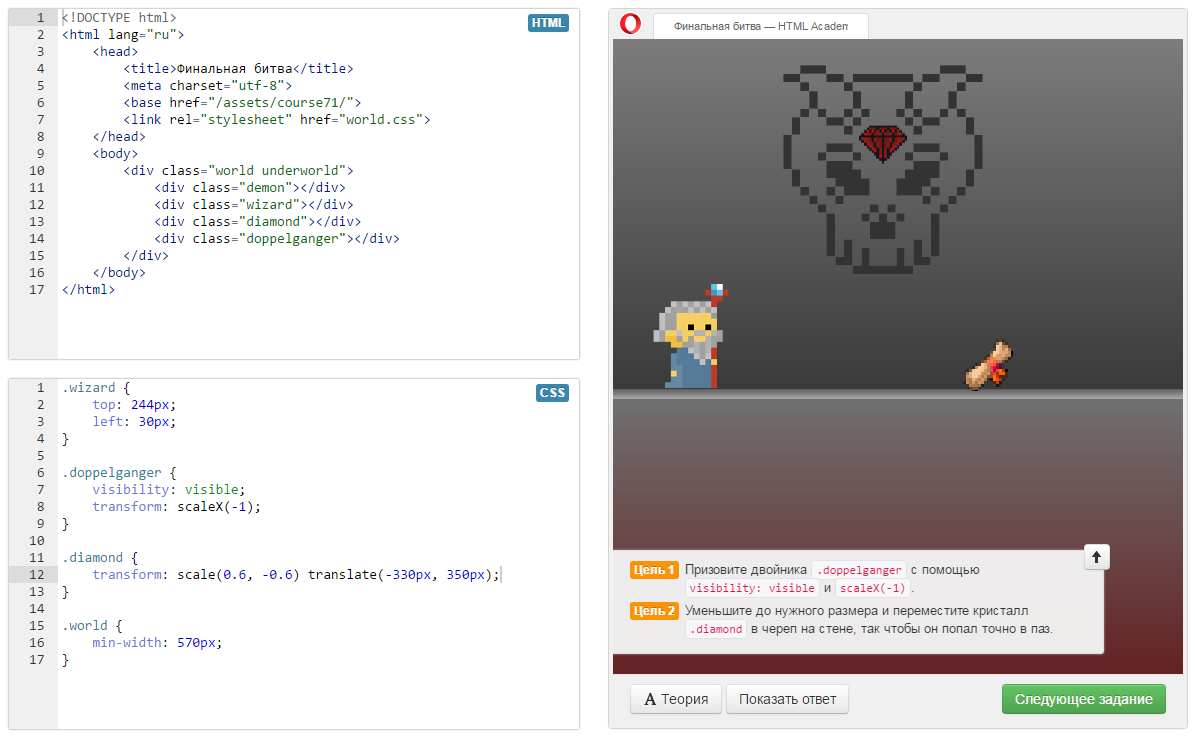 HTML
1 <!DOCTYPE html>
2 <html lang="ru">
3 <head>
4 <title>Финальная битва</title>
5 <meta charset="utf-8">
6 <base href="/assets/course71/">
7 <link rel="stylesheet" href="world.css">
8 </head>
9 <body>
10 <div class="world underworld">
11 <div class="demon"></div>
12 <div class="wizard"></div>
13 <div class="diamond"></div>
14 <div class="doppelganger"></div>
15 </div>
16 </body>
17 </html>
CSS
1 .wizard {
2 top: 244px;
3 left: 30px;
4 }
5
6 .doppelganger {
7 visibility: visible;
8 transform: scaleX(-1);
9 }
10
11 .diamond {
12 transform: scale(0.6, -0.6) translate(-330px, 350px);
13 }
14
15 .world {
16 min-width: 570px;
17 }
Финальная битва — HTML Academ
Цель 1 Призовите двойника .doppelganger с помощью
visibility: visible и scaleX(-1).
Цель 2 Уменьшите до нужного размера и переместите кристалл
.diamond в череп на стене, так чтобы он попал точно в паз.
A Теория
Показать ответ
Следующее задание